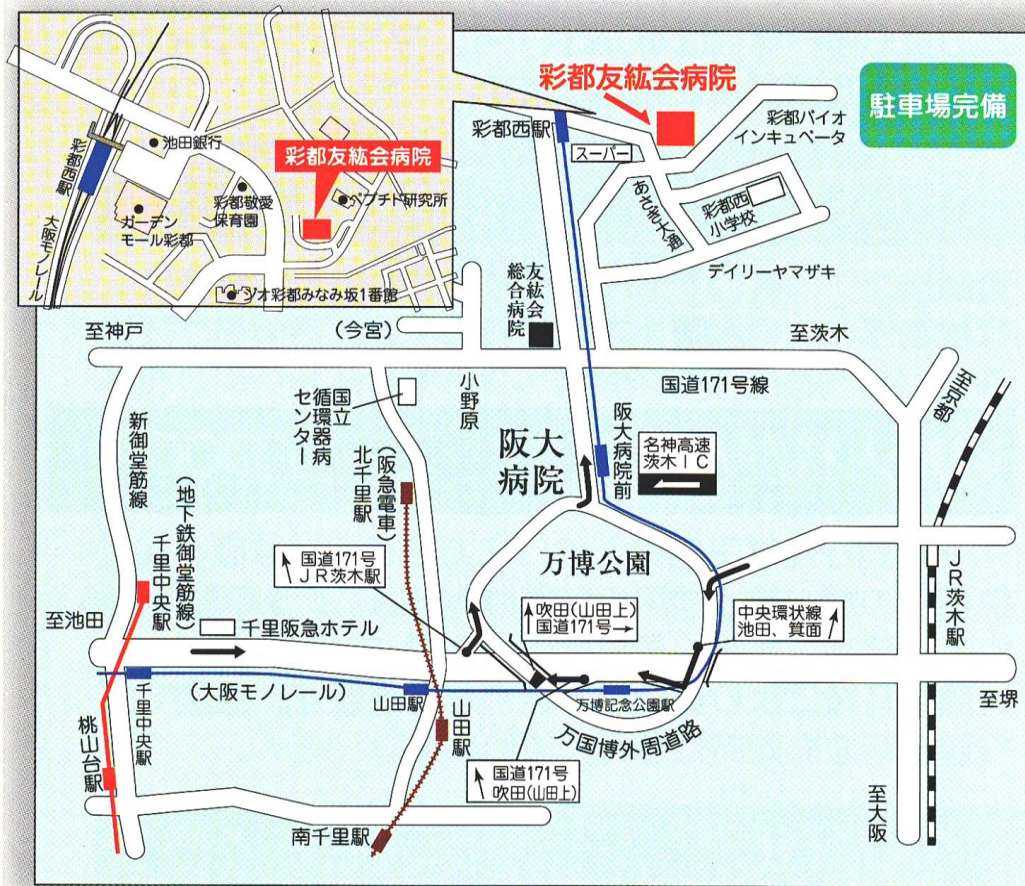 彩都友紘会病院
駐車場完備
彩都西駅
スーパー
彩都バイオ
インキュベータ
あさぎ大通
彩都西
小学校
デイリーヤマザキ
池田銀行
彩都友紘会病院
彩都西駅
彩都敬愛
保育園
ペプチド研究所
ガーデン
モール彩都
大阪モノレール
ジオ彩都みなみ坂1番館
友紘会
総合病院
至神戸
(今宮)
至茨木
国道171号線
小野原
国立
循環器病
センター
至京都
新御堂筋線
阪大
病院
阪大病院前
名神高速
茨木IC
(阪急電車)
北千里駅
(地下鉄御堂筋線)
千里中央駅
国道171号
JR茨木駅
万博公園
JR茨木駅
至池田
千里阪急ホテル
吹田(山田上)
国道171号→
中央環状線
池田、箕面
(大阪モノレール)
千里中央駅
山田駅
万博記念公園駅
至堺
桃山台駅
山田駅
万国博外周道路
国道171号
吹田(山田上)
至大阪
南千里駅